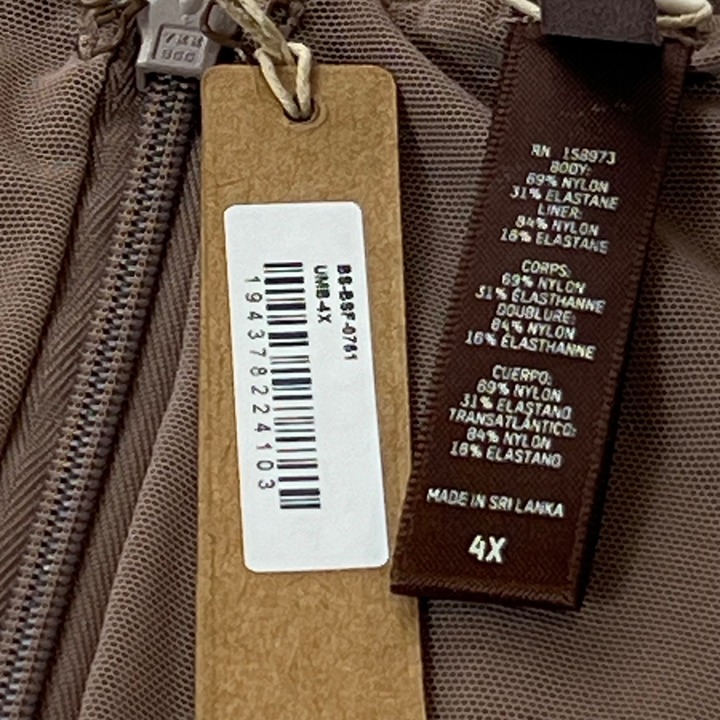 YKK
BS-BSF-0761
UMB-4X
194378224103
RN 158973
BODY:
69% NYLON
31% ELASTANE
LINER:
84% NYLON
16% ELASTANE
CORPS:
69% NYLON
31% ÉLASTHANNE
DOUBLURE:
84% NYLON
16% ÉLASTHANNE
CUERPO:
69% NYLON
31% ELASTANO
TRANSATLÁNTICO:
84% NYLON
16% ELASTANO
MADE IN SRI LANKA
4X